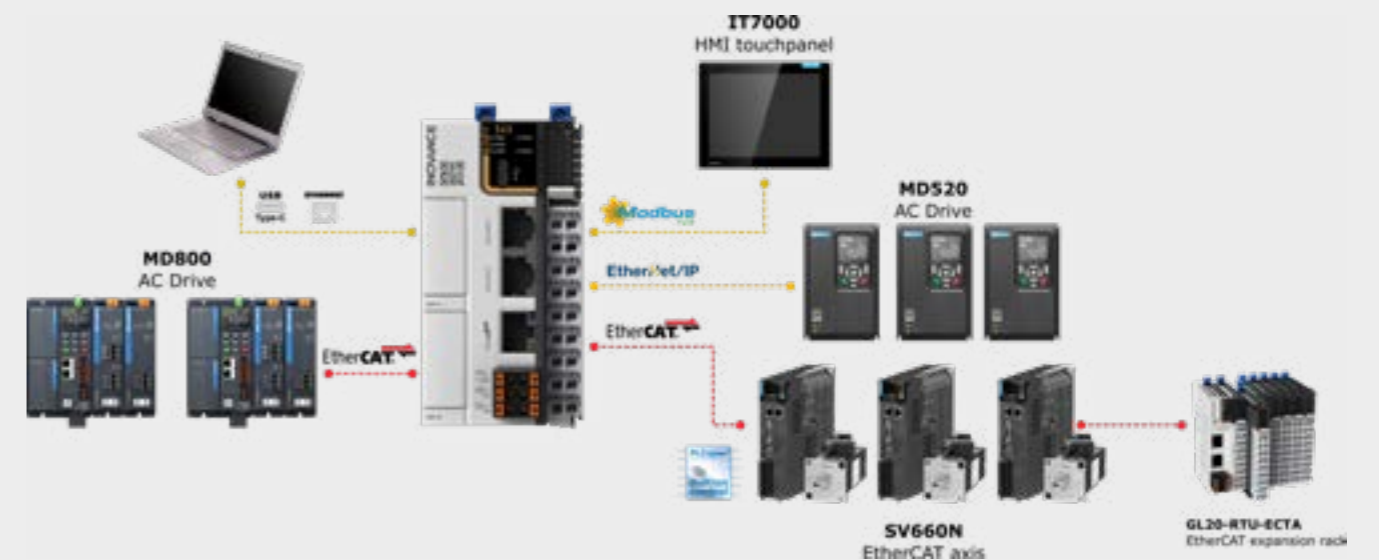 IT7000
HMI touchpanel
INOVANCE
USB
Type-C
Modbus
EtherNet/IP
MD520
AC Drive
MD800
AC Drive
EtherCAT
EtherCAT
SV660N
EtherCAT axis
GL20-RTU-ECTA
EtherCAT expansion rack